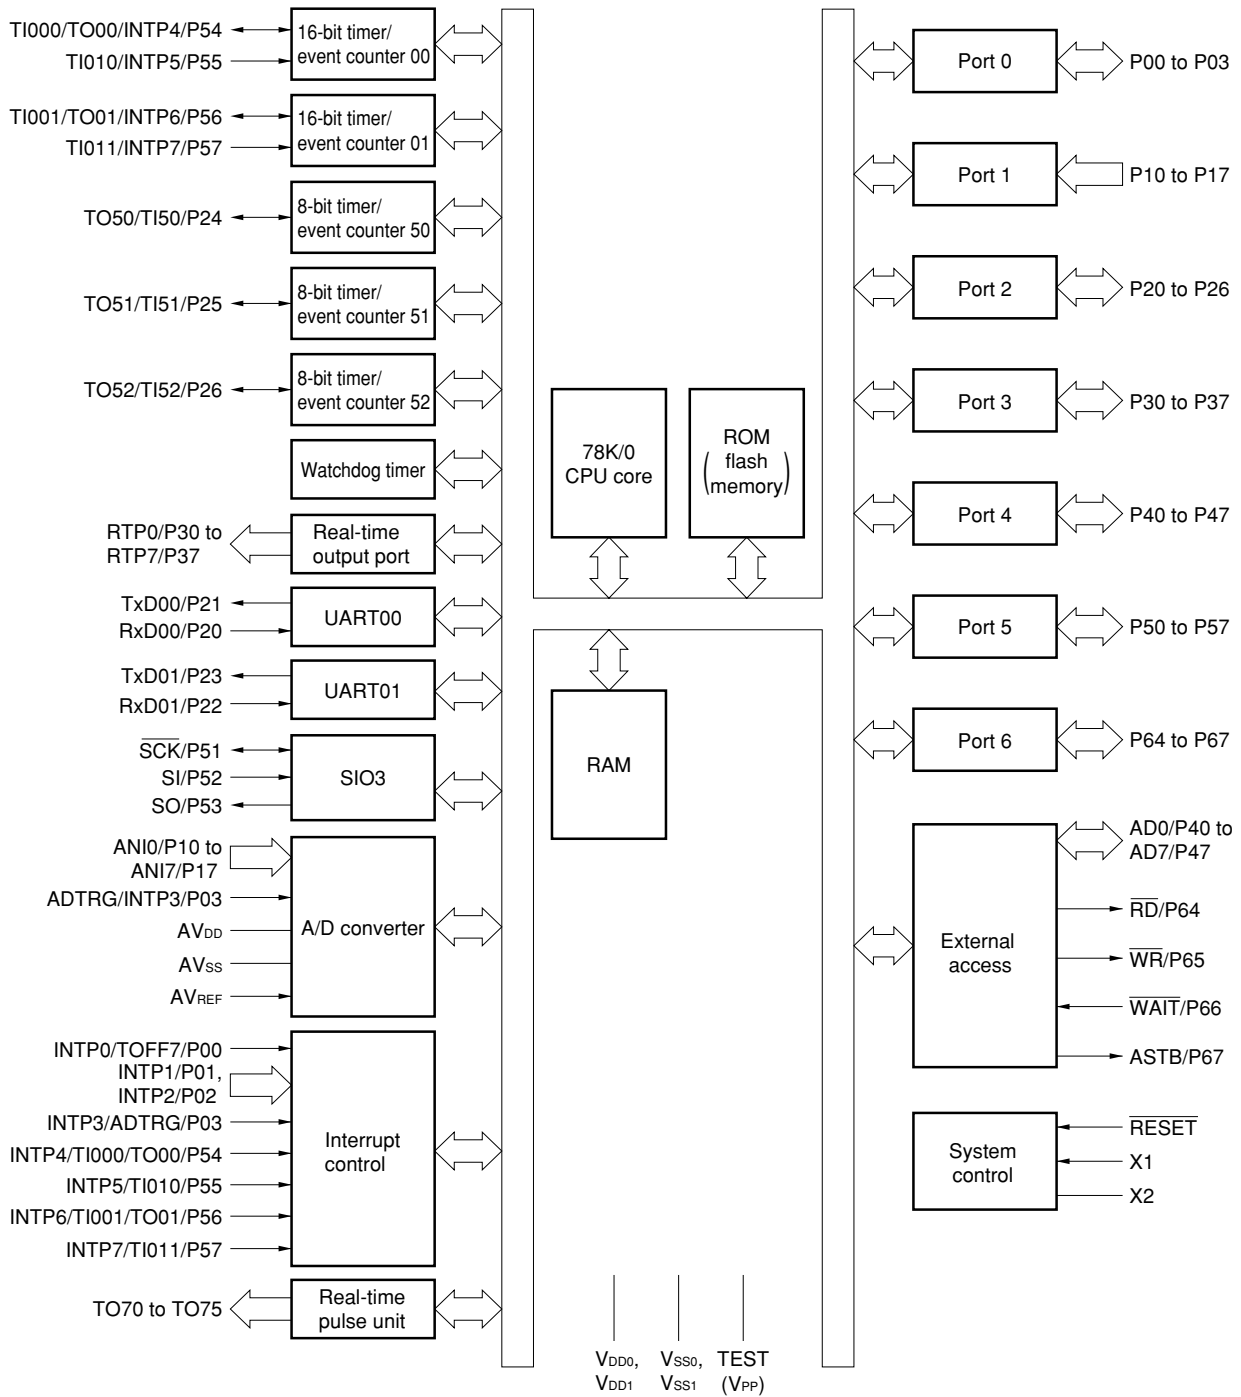 TI000/TO00/INTP4/P54
TI010/INTP5/P55
16-bit timer/
event counter 00
TI001/TO01/INTP6/P56
TI011/INTP7/P57
16-bit timer/
event counter 01
TO50/TI50/P24
8-bit timer/
event counter 50
TO51/TI51/P25
8-bit timer/
event counter 51
TO52/TI52/P26
8-bit timer/
event counter 52
Watchdog timer
RTP0/P30 to
RTP7/P37
Real-time
output port
TxD00/P21
RxD00/P20
UART00
TxD01/P23
RxD01/P22
UART01
SCK/P51
SI/P52
SO/P53
SIO3
ANI0/P10 to
ANI7/P17
ADTRG/INTP3/P03
AVDD
AVSS
AVREF
A/D converter
INTP0/TOFF7/P00
INTP1/P01,
INTP2/P02
INTP3/ADTRG/P03
INTP4/TI000/TO00/P54
INTP5/TI010/P55
INTP6/TI001/TO01/P56
INTP7/TI011/P57
Interrupt
control
TO70 to TO75
Real-time
pulse unit
78K/0
CPU core
ROM
(flash
memory)
RAM
VDD0,
VDD1
VSS0,
VSS1
TEST
(VPP)
Port 0
P00 to P03
Port 1
P10 to P17
Port 2
P20 to P26
Port 3
P30 to P37
Port 4
P40 to P47
Port 5
P50 to P57
Port 6
P64 to P67
External
access
AD0/P40 to
AD7/P47
RD/P64
WR/P65
WAIT/P66
ASTB/P67
System
control
RESET
X1
X2